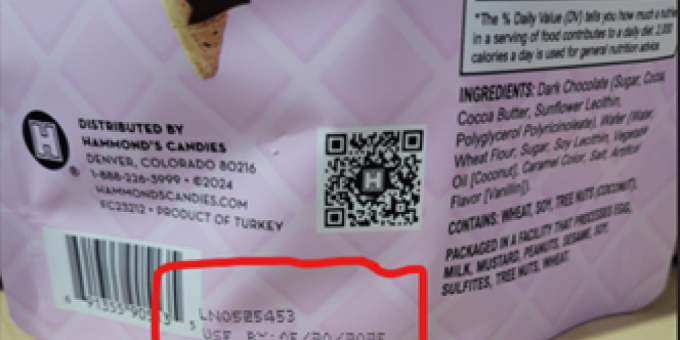 *The % Daily Value (DV) tells you how much a
in a serving of food contributes to a daily diet. 2,000
calories a day is used for general nutrition advice
INGREDIENTS: Dark Chocolate (Sugar, Cocoa,
Cocoa Butter, Sunflower Lecithin,
Polyglycerol Polyricinoleate), Wafer (Water,
Wheat Flour, Sugar, Soy Lecithin, Vegetable
Oil [Coconut], Caramel Color, Salt, Artificial
Flavor [Vanillin]).
CONTAINS: WHEAT, SOY, TREE NUTS (COCONUT).
PACKAGED IN A FACILITY THAT PROCESSES EGG,
MILK, MUSTARD, PEANUTS, SESAME, SOY,
SULFITES, TREE NUTS, WHEAT.
H
DISTRIBUTED BY
HAMMOND'S CANDIES
DENVER, COLORADO 80216
1-888-226-3999 • ©2024
HAMMONDSCANDIES.COM
FC23212 • PRODUCT OF TURKEY
H
6 91355 90513 5
LN0525453
USE BY: 05/20/2025